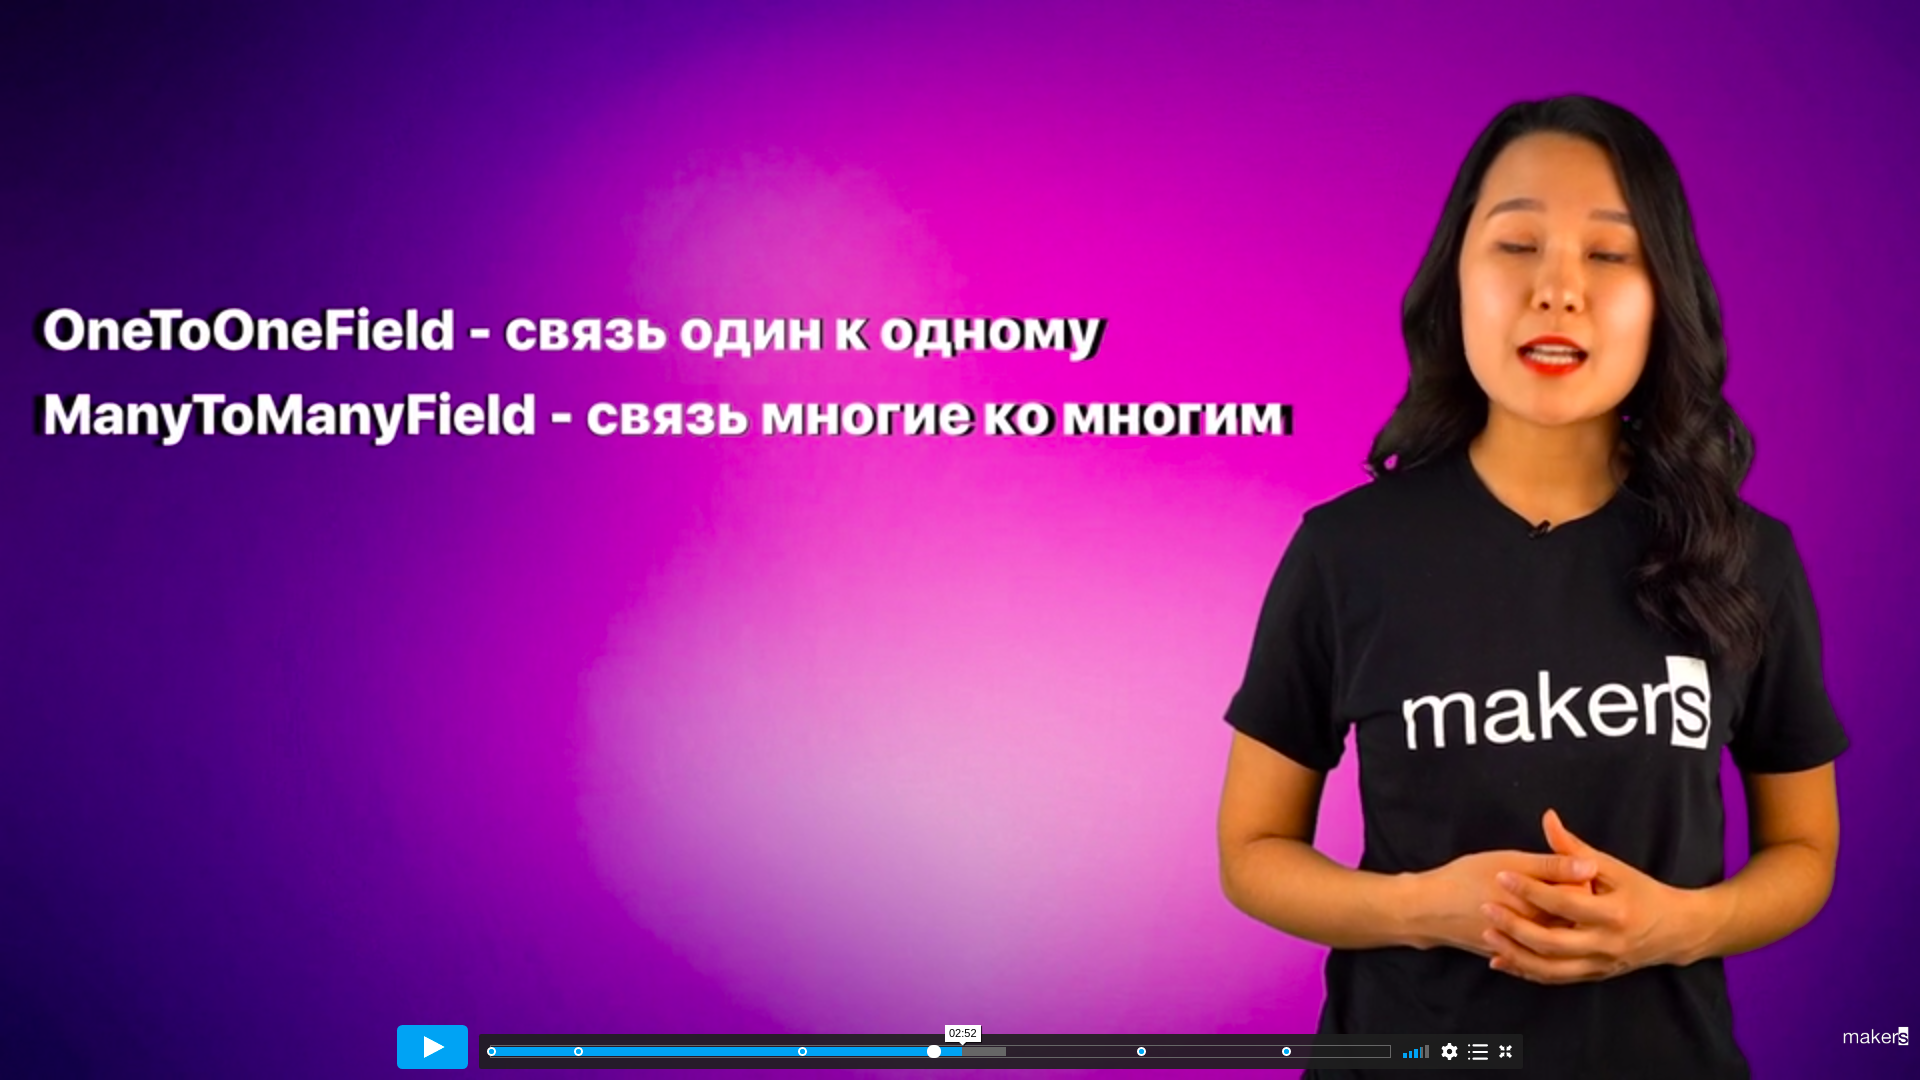 OneToOneField - связь один к одному
ManyToManyField - связь многие ко многим
makers
02:52
makers